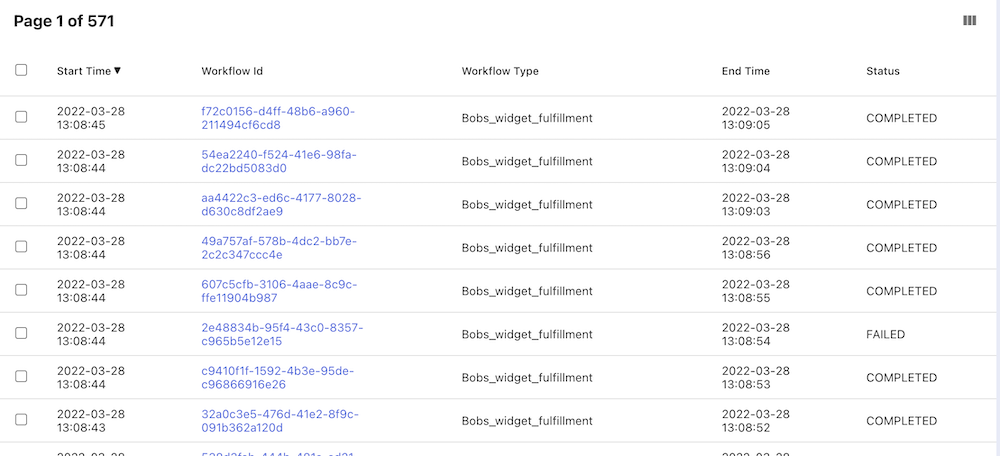 Page 1 of 571
Start Time ▼ Workflow Id Workflow Type End Time Status
2022-03-28 13:08:45 f72c0156-d4ff-48b6-a960-211494cf6cd8 Bobs_widget_fulfillment 2022-03-28 13:09:05 COMPLETED
2022-03-28 13:08:44 54ea2240-f524-41e6-98fa-dc22bd5083d0 Bobs_widget_fulfillment 2022-03-28 13:09:04 COMPLETED
2022-03-28 13:08:44 aa4422c3-ed6c-4177-8028-d630c8df2ae9 Bobs_widget_fulfillment 2022-03-28 13:09:03 COMPLETED
2022-03-28 13:08:44 49a757af-578b-4dc2-bb7e-2c2c347ccc4e Bobs_widget_fulfillment 2022-03-28 13:08:56 COMPLETED
2022-03-28 13:08:44 607c5cfb-3106-4aae-8c9c-ffe11904b987 Bobs_widget_fulfillment 2022-03-28 13:08:55 COMPLETED
2022-03-28 13:08:44 2e48834b-95f4-43c0-8357-c965b5e12e15 Bobs_widget_fulfillment 2022-03-28 13:08:54 FAILED
2022-03-28 13:08:44 c9410f1f-1592-4b3e-95de-c96866916e26 Bobs_widget_fulfillment 2022-03-28 13:08:53 COMPLETED
2022-03-28 13:08:43 32a0c3e5-476d-41e2-8f9c-091b362a120d Bobs_widget_fulfillment 2022-03-28 13:08:52 COMPLETED